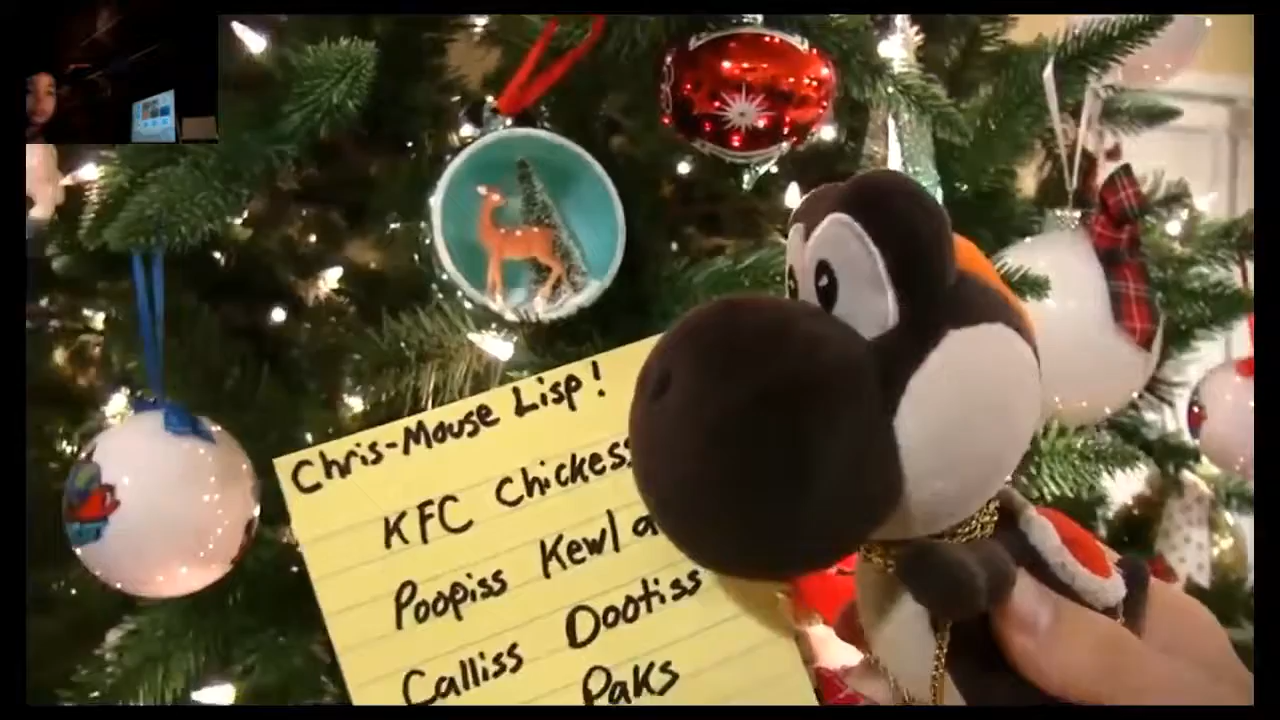 Chris-Mouse Lisp!
KFC Chickess
Poopiss Kewl a
Calliss Dootiss
Paks